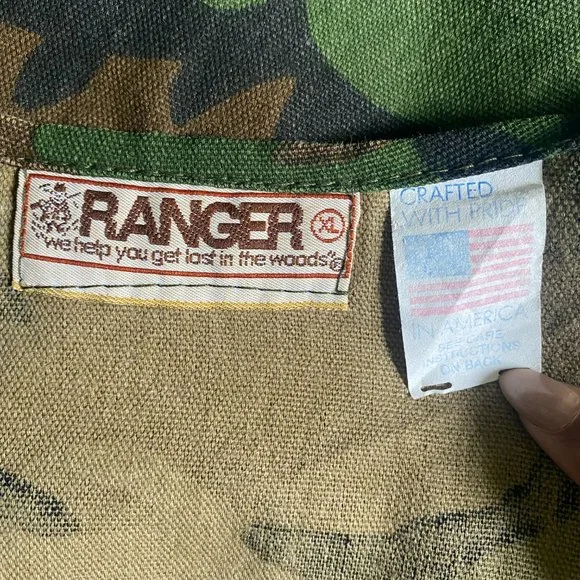 RANGER XL
"we help you get lost in the woods"®
CRAFTED
WITH PRIDE
IN AMERICA
SEE CARE
INSTRUCTIONS
ON BACK